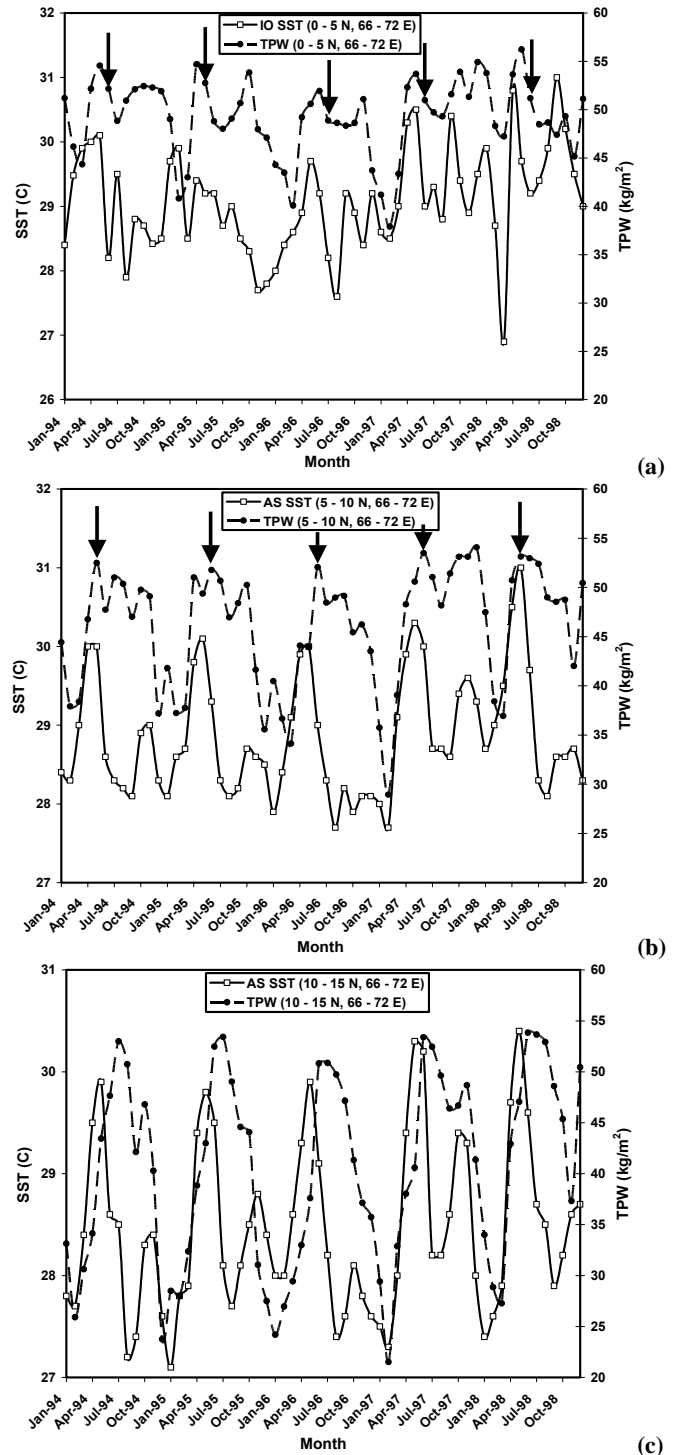 32
31
30
29
28
27
26
SST (C)
IO SST (0 - 5 N, 66 - 72 E)
TPW (0 - 5 N, 66 - 72 E)
60
55
50
45
40
35
30
25
20
TPW (kg/m²)
Jan-94
Apr-94
Jul-94
Oct-94
Jan-95
Apr-95
Jul-95
Oct-95
Jan-96
Apr-96
Jul-96
Oct-96
Jan-97
Apr-97
Jul-97
Oct-97
Jan-98
Apr-98
Jul-98
Oct-98
Month
(a)
32
31
30
29
28
27
SST (C)
AS SST (5 - 10 N, 66 - 72 E)
TPW (5 - 10 N, 66 - 72 E)
60
55
50
45
40
35
30
25
20
TPW (kg/m²)
Jan-94
Apr-94
Jul-94
Oct-94
Jan-95
Apr-95
Jul-95
Oct-95
Jan-96
Apr-96
Jul-96
Oct-96
Jan-97
Apr-97
Jul-97
Oct-97
Jan-98
Apr-98
Jul-98
Oct-98
Month
(b)
31
30
29
28
27
SST (C)
AS SST (10 - 15 N, 66 - 72 E)
TPW (10 - 15 N, 66 - 72 E)
60
55
50
45
40
35
30
25
20
TPW (kg/m²)
Jan-94
Apr-94
Jul-94
Oct-94
Jan-95
Apr-95
Jul-95
Oct-95
Jan-96
Apr-96
Jul-96
Oct-96
Jan-97
Apr-97
Jul-97
Oct-97
Jan-98
Apr-98
Jul-98
Oct-98
Month
(c)